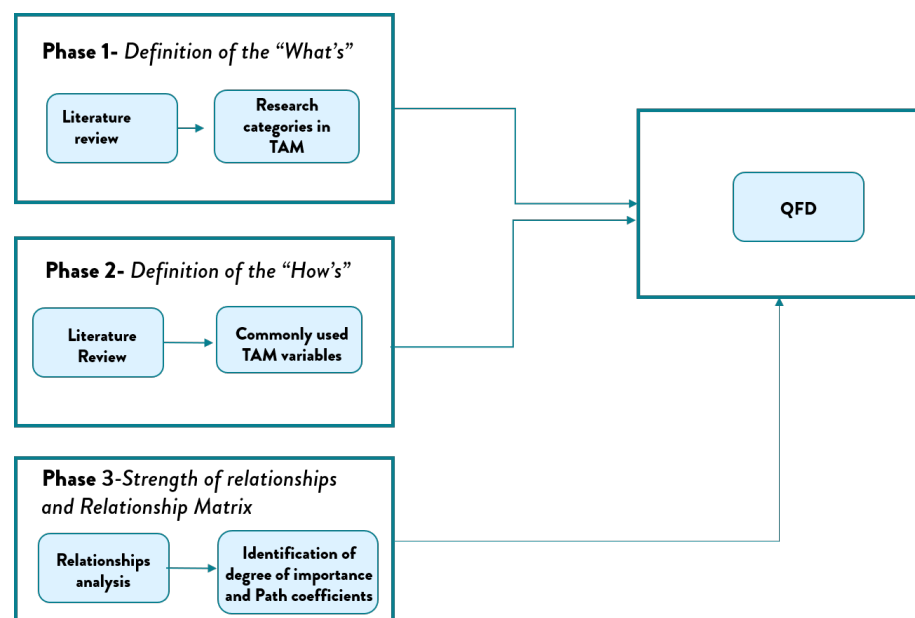 Phase 1- Definition of the “What’s”
Literature
review
Research
categories in
TAM
QFD
Phase 2- Definition of the “How’s”
Literature
Review
Commonly used
TAM variables
Phase 3-Strength of relationships
and Relationship Matrix
Relationships
analysis
Identification of
degree of importance
and Path coefficients